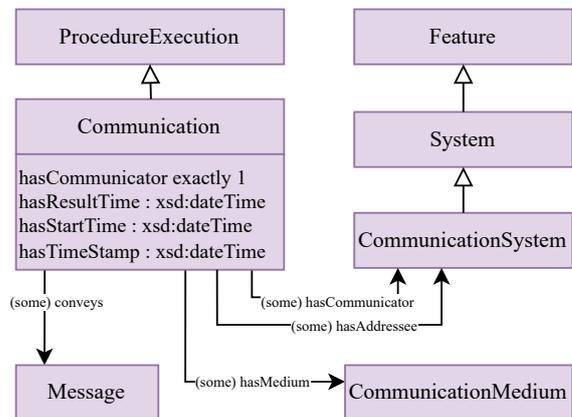 ProcedureExecution
Feature
Communication
System
hasCommunicator exactly 1
hasResultTime : xsd:dateTime
hasStartTime : xsd:dateTime
hasTimeStamp : xsd:dateTime
CommunicationSystem
(some) conveys
(some) hasCommunicator
(some) hasAddressee
(some) hasMedium
Message
CommunicationMedium